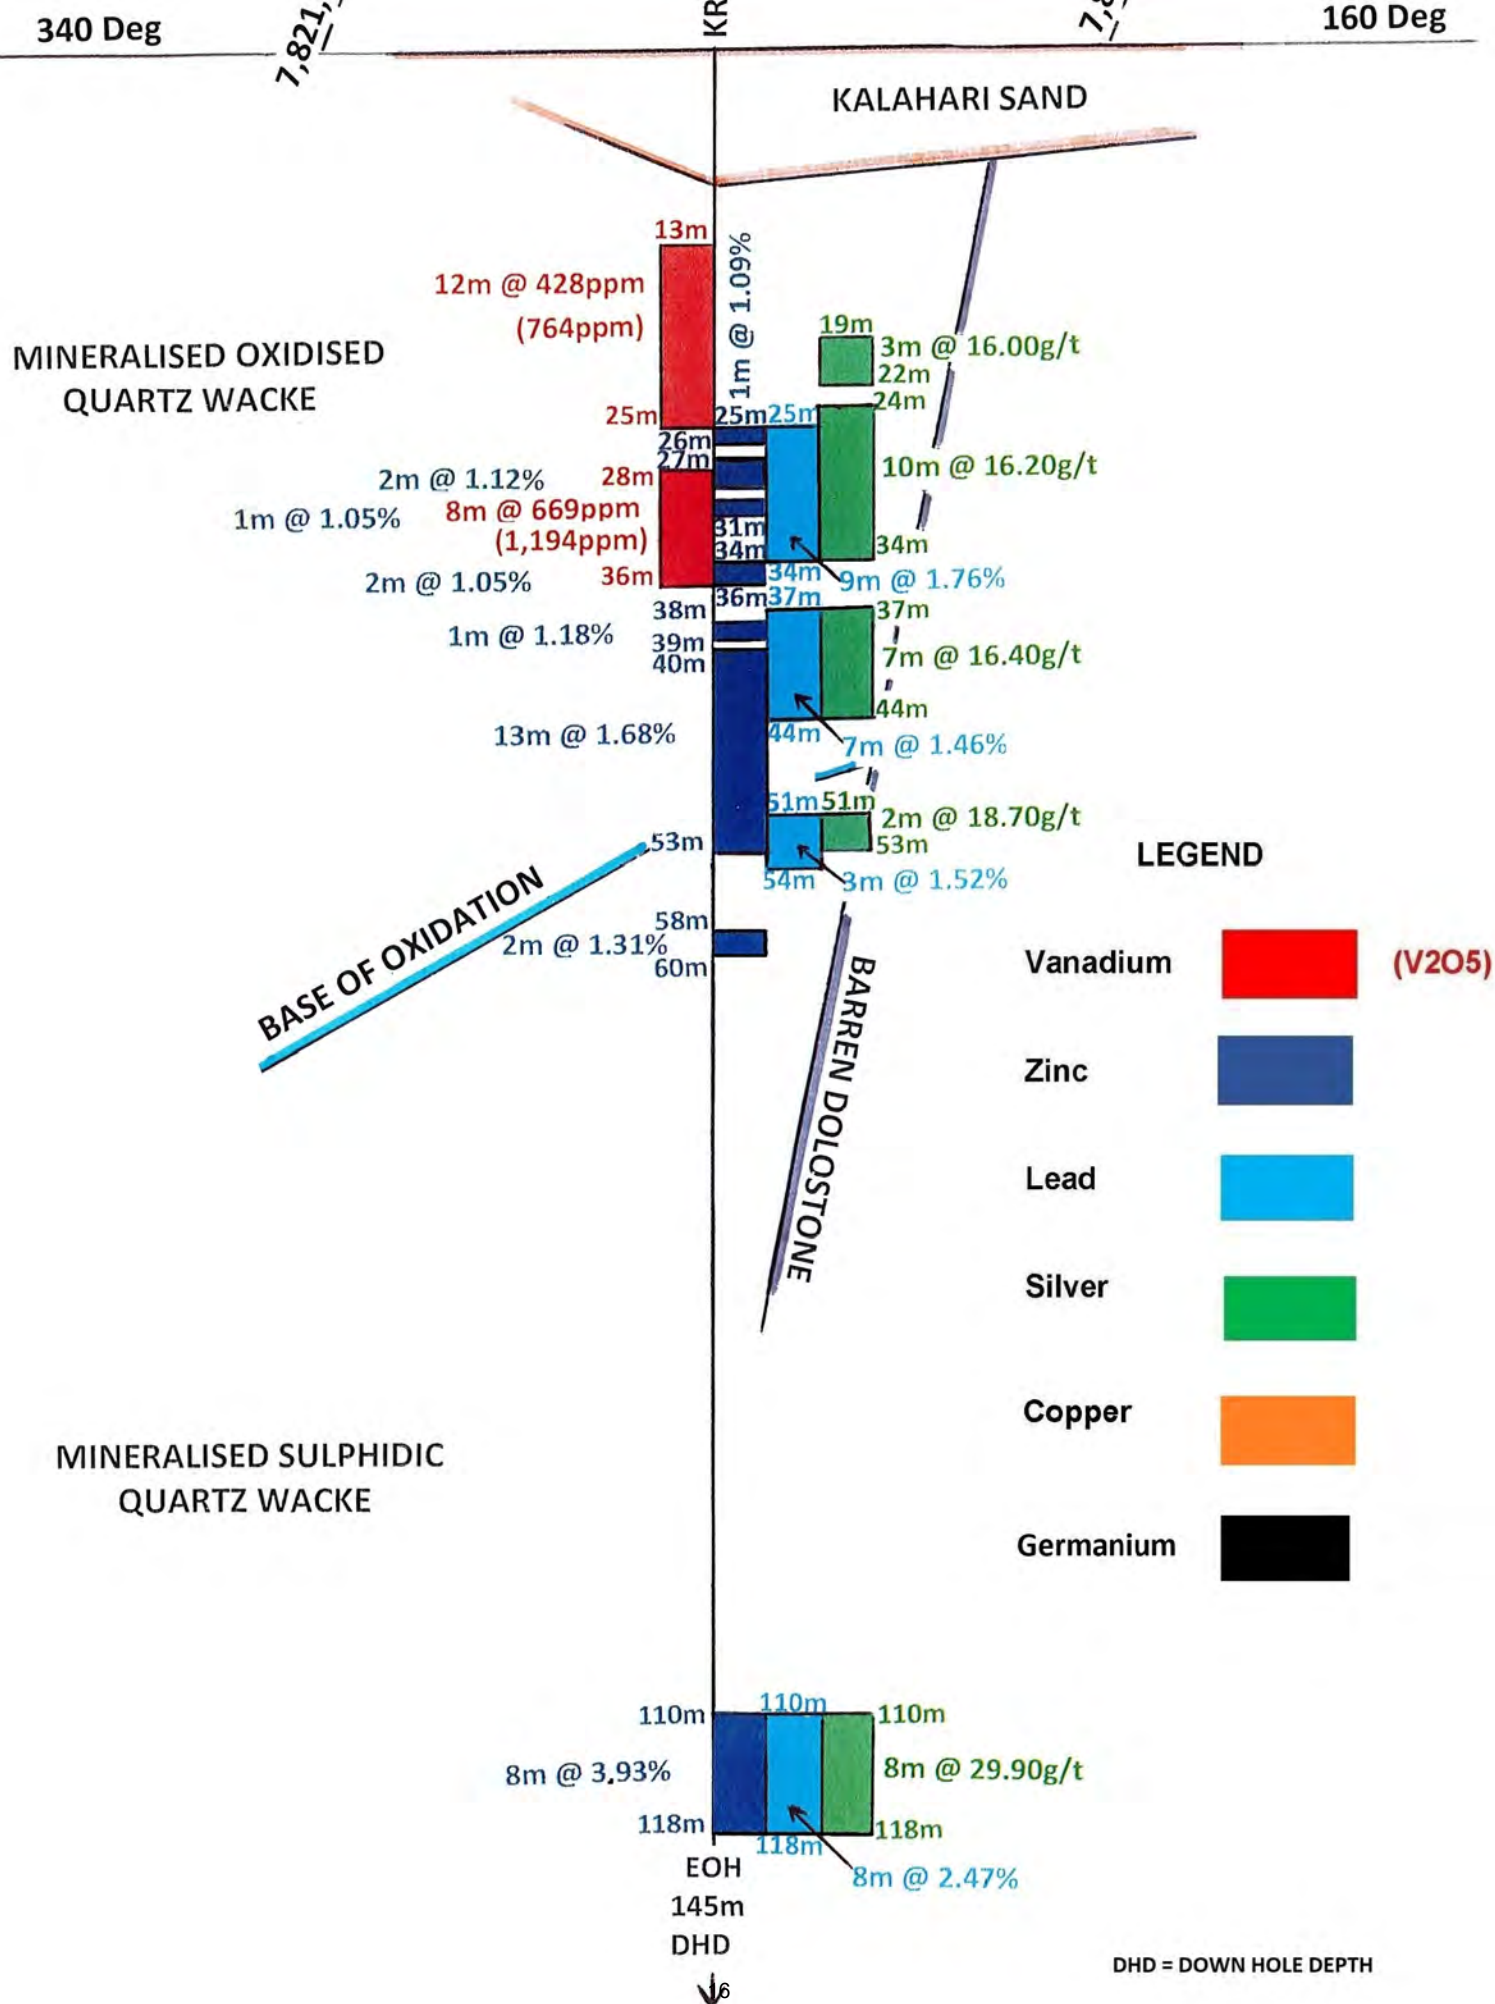 340 Deg
7,821,
KR
160 Deg
KALAHARI SAND
13m
12m @ 428ppm
(764ppm)
1m @ 1.09%
19m
3m @ 16.00g/t
22m
24m
MINERALISED OXIDISED
QUARTZ WACKE
25m
25m
25m
26m
27m
10m @ 16.20g/t
2m @ 1.12%
28m
1m @ 1.05%
8m @ 669ppm
(1,194ppm)
31m
34m
34m
2m @ 1.05%
36m
34m
9m @ 1.76%
36m
37m
38m
37m
1m @ 1.18%
39m
40m
7m @ 16.40g/t
44m
13m @ 1.68%
44m
7m @ 1.46%
51m
51m
2m @ 18.70g/t
53m
53m
54m
3m @ 1.52%
BASE OF OXIDATION
58m
2m @ 1.31%
60m
BARREN DOLOSTONE
LEGEND
Vanadium
(V2O5)
Zinc
Lead
Silver
Copper
Germanium
MINERALISED SULPHIDIC
QUARTZ WACKE
110m
110m
110m
8m @ 3.93%
8m @ 29.90g/t
118m
118m
118m
8m @ 2.47%
EOH
145m
DHD
DHD = DOWN HOLE DEPTH
16